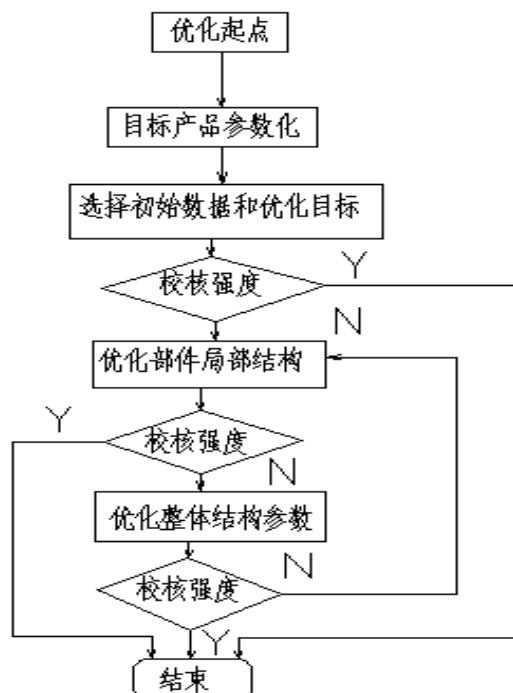 优化起点
目标产品参数化
选择初始数据和优化目标
校核强度
Y
N
优化部件局部结构
Y
校核强度
N
优化整体结构参数
N
校核强度
Y
结束